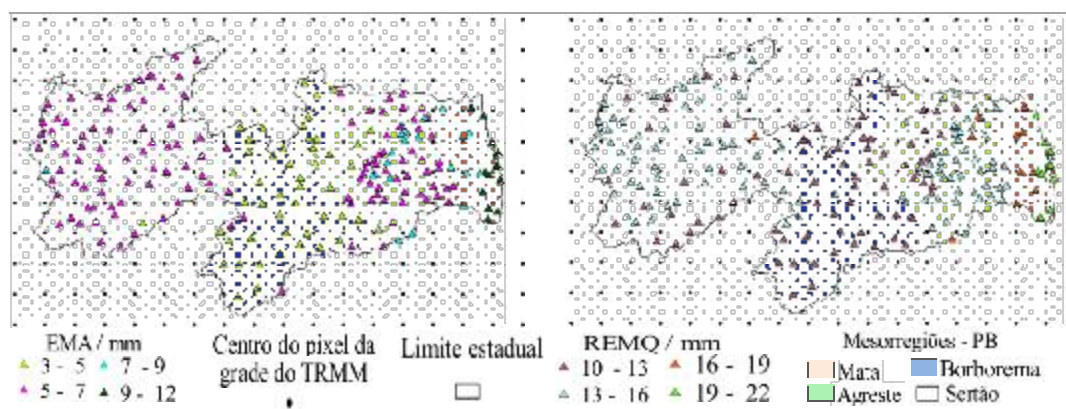 EMA / mm
3 - 5
7 - 9
5 - 7
9 - 12
Centro do pixel da
grade do TRMM
Limite estadual
REMQ / mm
10 - 13
16 - 19
13 - 16
19 - 22
Mesorregiões - PB
Mata
Borborema
Agreste
Sertão